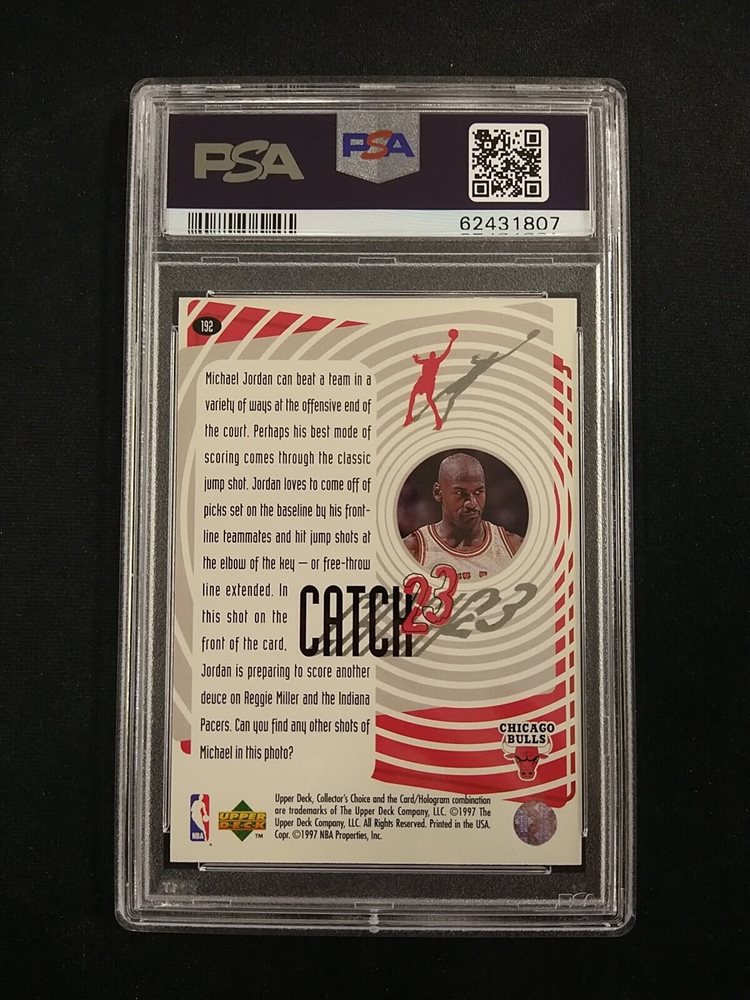 PSA
PSA
62431807
192
Michael Jordan can beat a team in a
variety of ways at the offensive end of
the court. Perhaps his best mode of
scoring comes through the classic
jump shot. Jordan loves to come off of
picks set on the baseline by his front-
line teammates and hit jump shots at
the elbow of the key — or free-throw
line extended. In
this shot on the
front of the card,
Jordan is preparing to score another
deuce on Reggie Miller and the Indiana
Pacers. Can you find any other shots of
Michael in this photo?
CATCH 23
CHICAGO
BULLS
NBA
UPPER
DECK
™
Upper Deck, Collector's Choice and the Card/Hologram combination
are trademarks of The Upper Deck Company, LLC. ©1997 The
Upper Deck Company, LLC. All Rights Reserved. Printed in the USA.
Copr. ©1997 NBA Properties, Inc.